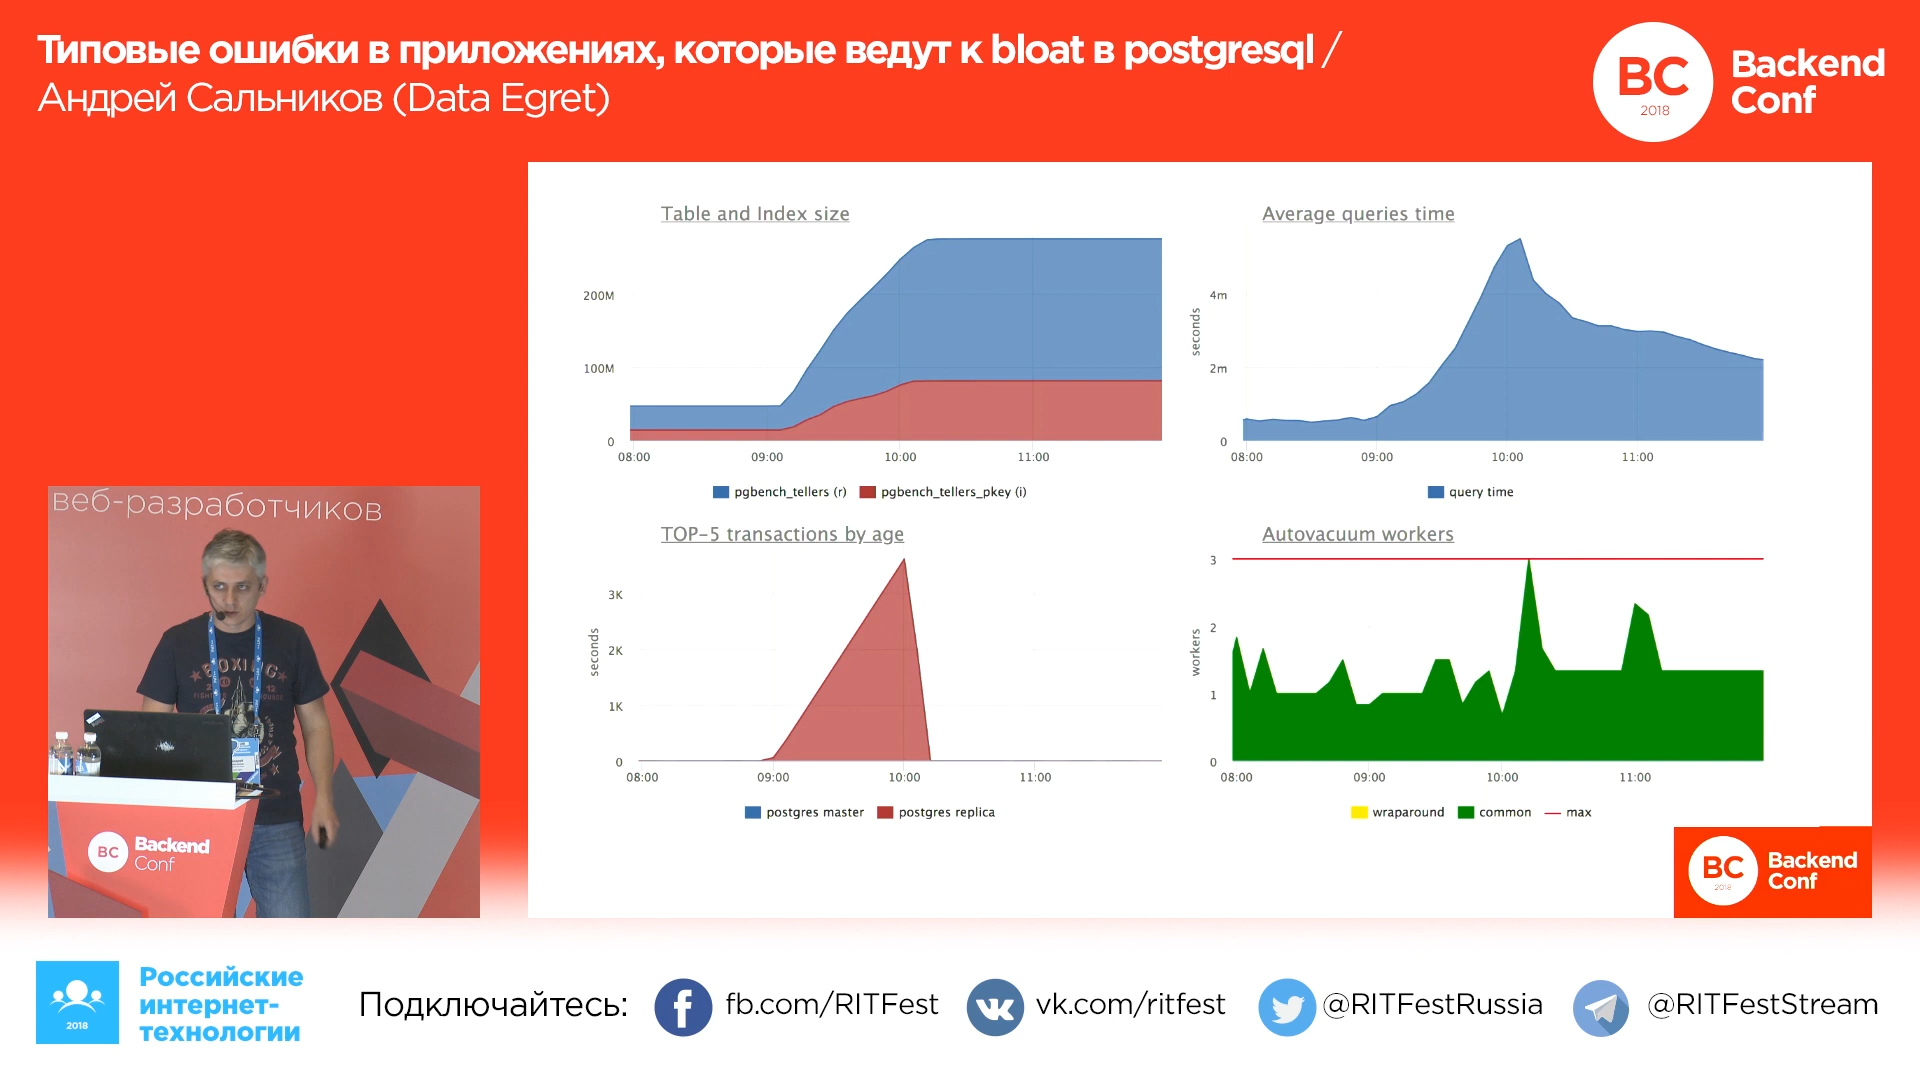 Типовые ошибки в приложениях, которые ведут к bloat в postgresql /
Андрей Сальников (Data Egret)
BC
2018
Backend
Conf
Table and Index size
200M
100M
0
08:00 09:00 10:00 11:00
pgbench_tellers (r) pgbench_tellers_pkey (i)
Average queries time
seconds
4m
2m
0
08:00 09:00 10:00 11:00
query time
TOP-5 transactions by age
seconds
3K
2K
1K
0
08:00 09:00 10:00 11:00
postgres master postgres replica
Autovacuum workers
workers
3
2
1
0
08:00 09:00 10:00 11:00
wraparound common max
BC
2018
Backend
Conf
веб-разработчиков
BOXING
BC
Backend
Conf
2018
Российские
интернет-
технологии
Подключайтесь:
fb.com/RITFest
vk.com/ritfest
@RITFestRussia
@RITFestStream